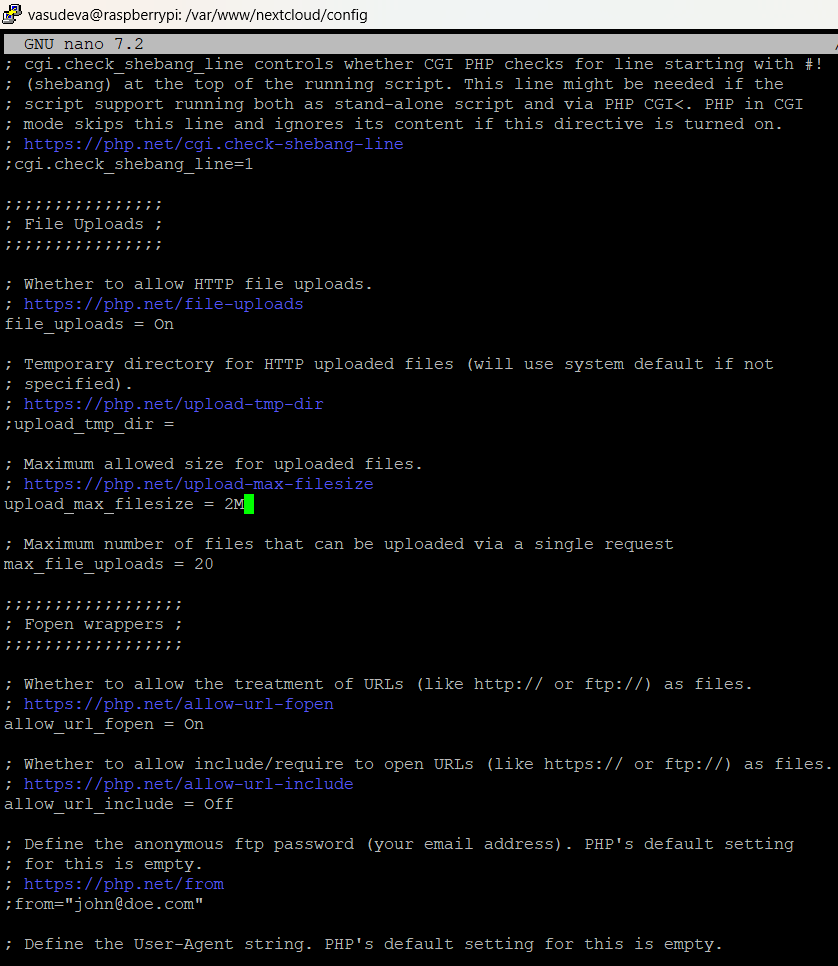 vasudeva@raspberrypi: /var/www/nextcloud/config
GNU nano 7.2
; cgi.check_shebang_line controls whether CGI PHP checks for line starting with #!
; (shebang) at the top of the running script. This line might be needed if the
; script support running both as stand-alone script and via PHP CGI<. PHP in CGI
; mode skips this line and ignores its content if this directive is turned on.
; https://php.net/cgi.check-shebang-line
;cgi.check_shebang_line=1
;;;;;;;;;;;;;;;;
; File Uploads ;
;;;;;;;;;;;;;;;;
; Whether to allow HTTP file uploads.
; https://php.net/file-uploads
file_uploads = On
; Temporary directory for HTTP uploaded files (will use system default if not
; specified).
; https://php.net/upload-tmp-dir
;upload_tmp_dir =
; Maximum allowed size for uploaded files.
; https://php.net/upload-max-filesize
upload_max_filesize = 2M
; Maximum number of files that can be uploaded via a single request
max_file_uploads = 20
;;;;;;;;;;;;;;;;;;
; Fopen wrappers ;
;;;;;;;;;;;;;;;;;;
; Whether to allow the treatment of URLs (like http:// or ftp://) as files.
; https://php.net/allow-url-fopen
allow_url_fopen = On
; Whether to allow include/require to open URLs (like https:// or ftp://) as files.
; https://php.net/allow-url-include
allow_url_include = Off
; Define the anonymous ftp password (your email address). PHP's default setting
; for this is empty.
; https://php.net/from
;from="john@doe.com"
; Define the User-Agent string. PHP's default setting for this is empty.